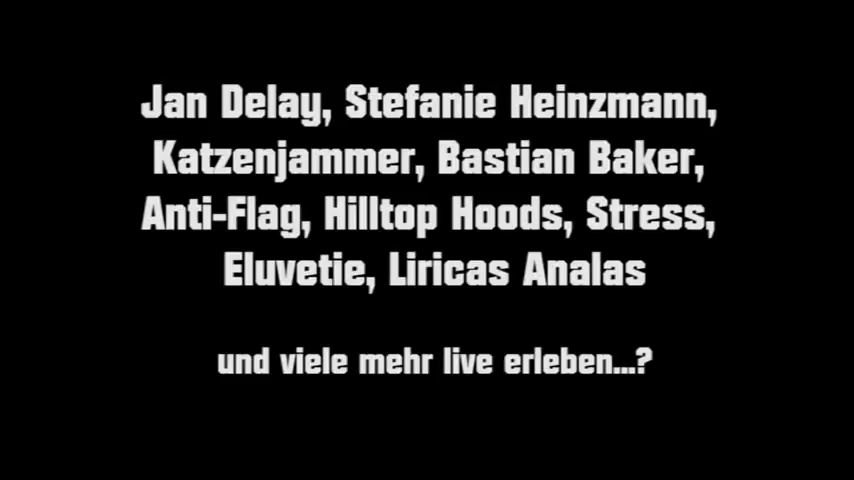 Jan Delay, Stefanie Heinzmann,
Katzenjammer, Bastian Baker,
Anti-Flag, Hilltop Hoods, Stress,
Eluvetie, Liricas Analas
und viele mehr live erleben...?